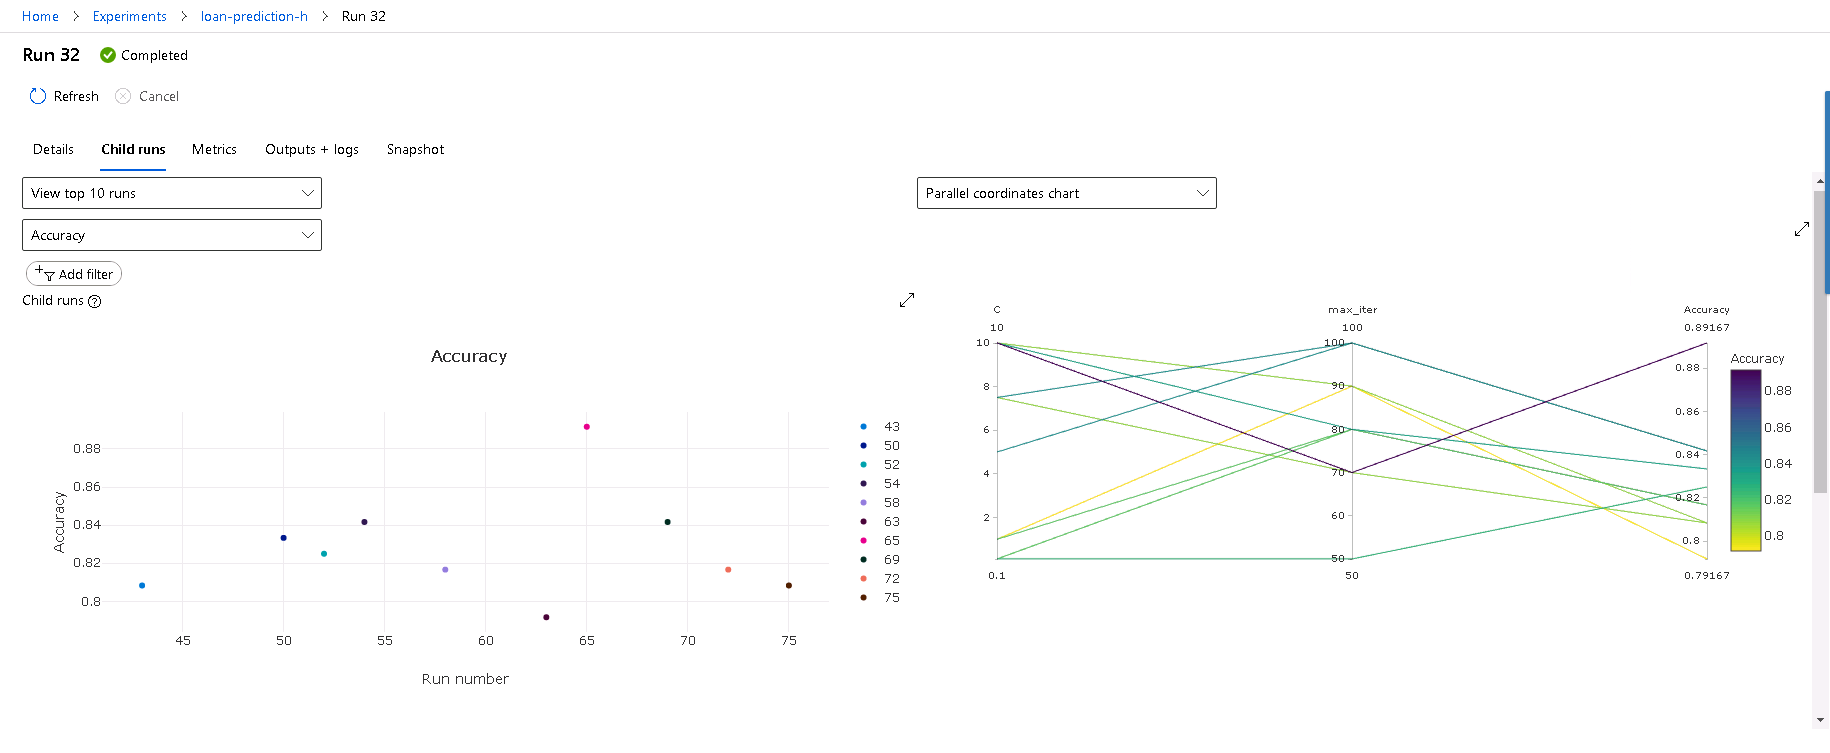 Home > Experiments > loan-prediction-h > Run 32
Run 32 Completed
Refresh Cancel
Details Child runs Metrics Outputs + logs Snapshot
View top 10 runs
Accuracy
Add filter
Child runs ?
Accuracy
Accuracy
0.88
0.86
0.84
0.82
0.8
45 50 55 60 65 70 75
Run number
43
50
52
54
58
63
65
69
72
75
Parallel coordinates chart
C max_iter Accuracy
10 100 0.89167
10
8
6
4
2
0.1
100
90
80
70
60
50
50
0.88
0.86
0.84
0.82
0.8
0.79167
Accuracy
0.88
0.86
0.84
0.82
0.8